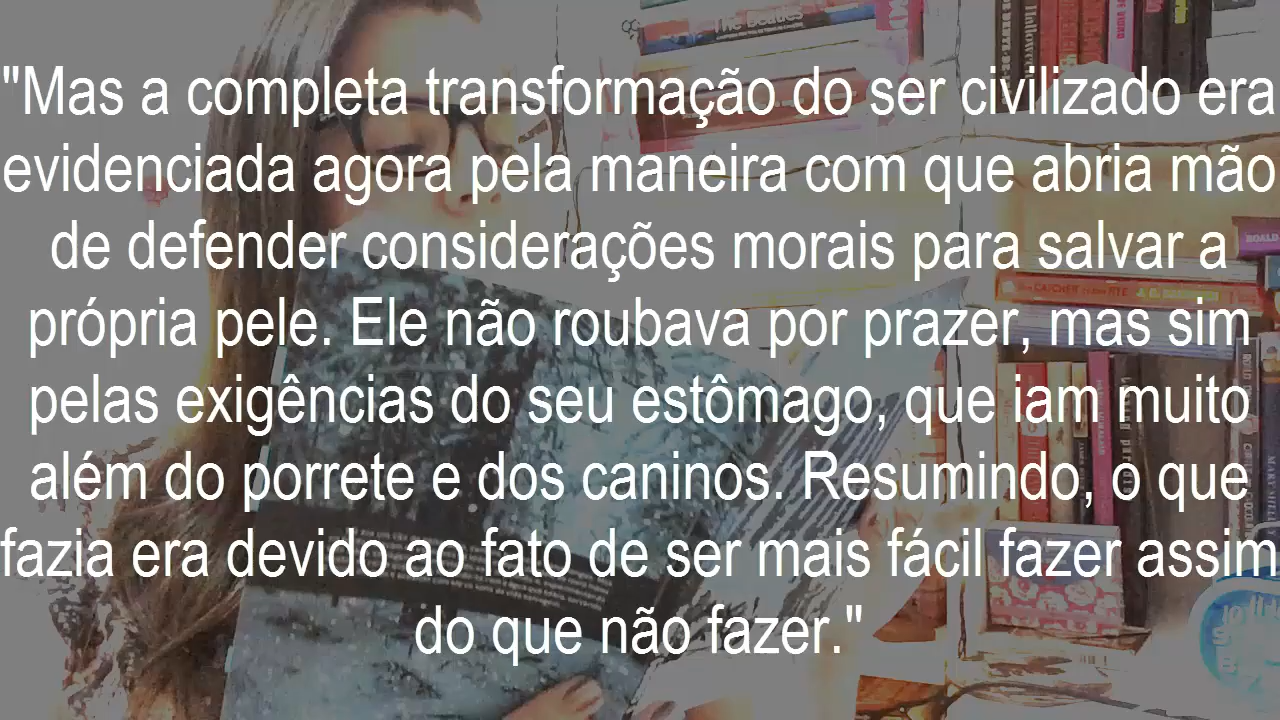 The Beatles
"Mas a completa transformação do ser civilizado era
evidenciada agora pela maneira com que abria mão
de defender considerações morais para salvar a
própria pele. Ele não roubava por prazer, mas sim
pelas exigências do seu estômago, que iam muito
além do porrete e dos caninos. Resumindo, o que
fazia era devido ao fato de ser mais fácil fazer assim
do que não fazer."